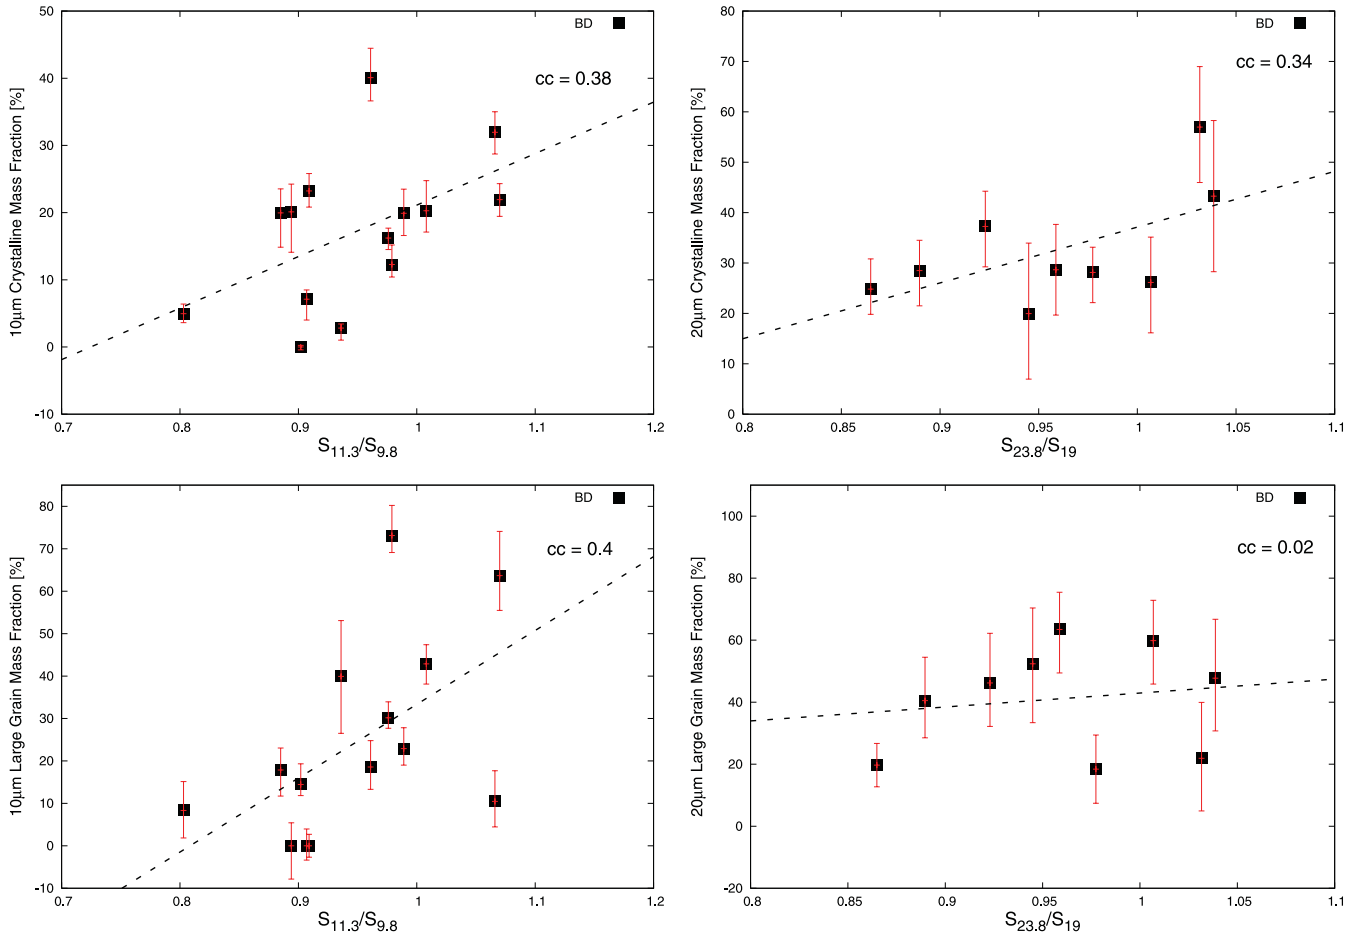 50
40
30
20
10
0
-10
10μm Crystalline Mass Fraction [%]
BD
cc = 0.38
0.7 0.8 0.9 1 1.1 1.2
S11.3/S9.8
80
70
60
50
40
30
20
10
0
20μm Crystalline Mass Fraction [%]
BD
cc = 0.34
0.8 0.85 0.9 0.95 1 1.05 1.1
S23.8/S19
80
70
60
50
40
30
20
10
0
-10
10μm Large Grain Mass Fraction [%]
BD
cc = 0.4
0.7 0.8 0.9 1 1.1 1.2
S11.3/S9.8
100
80
60
40
20
0
-20
20μm Large Grain Mass Fraction [%]
BD
cc = 0.02
0.8 0.85 0.9 0.95 1 1.05 1.1
S23.8/S19